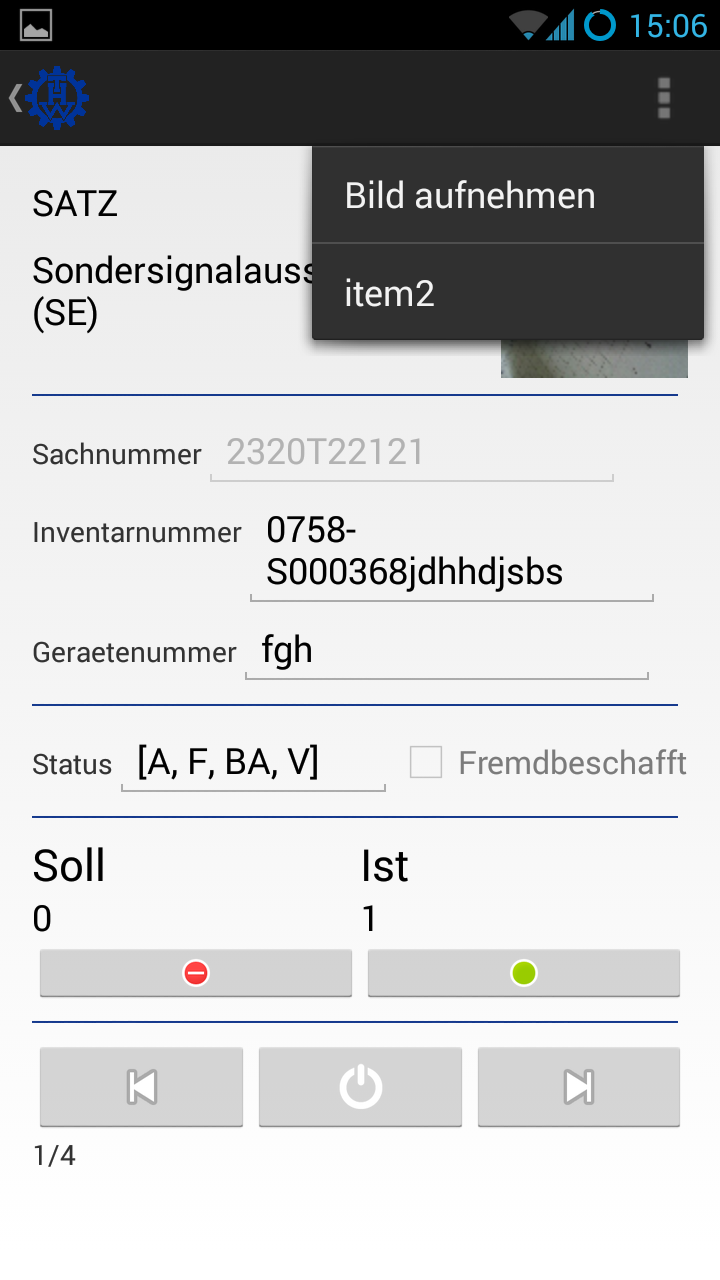 15:06
THW
Bild aufnehmen
item2
SATZ
Sondersignalauss
(SE)
Sachnummer 2320T22121
Inventarnummer 0758-
S000368jdhhdjsbs
Geraetenummer fgh
Status [A, F, BA, V] Fremdbeschafft
Soll Ist
0 1
1/4